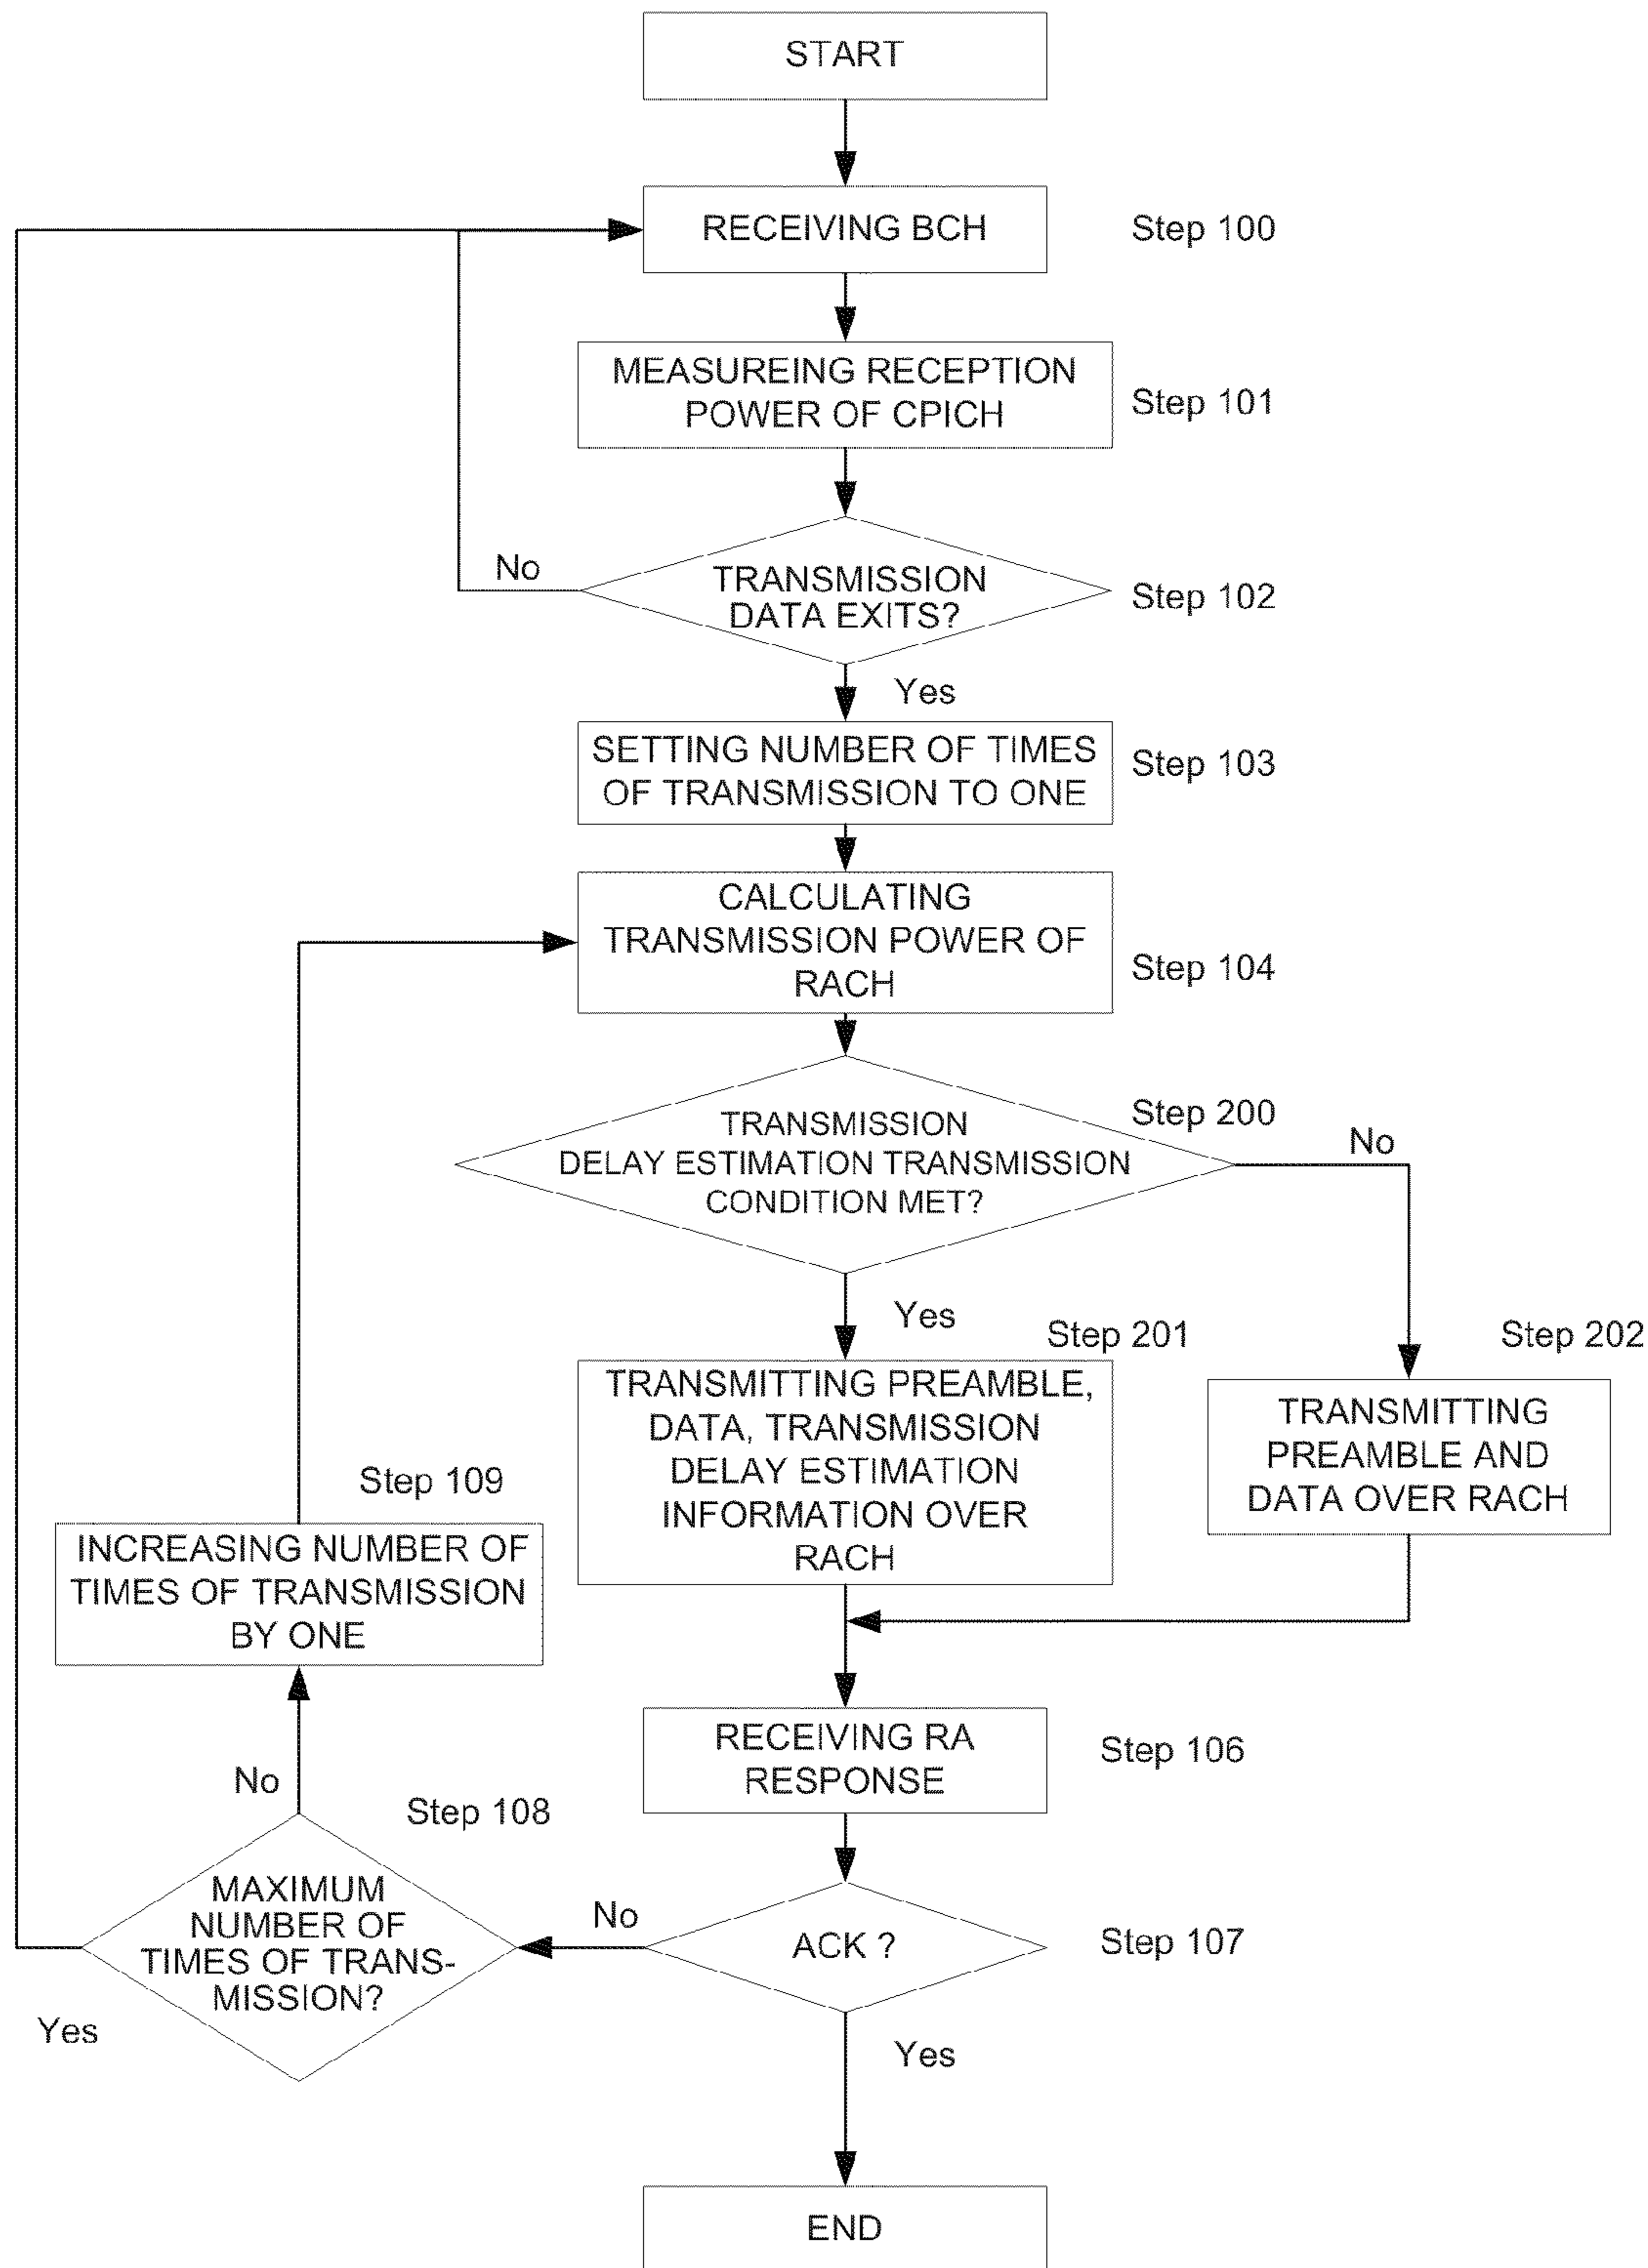 START
RECEIVING BCH
Step 100
MEASUREING RECEPTION
POWER OF CPICH
Step 101
No
TRANSMISSION
DATA EXITS?
Step 102
Yes
SETTING NUMBER OF TIMES
OF TRANSMISSION TO ONE
Step 103
CALCULATING
TRANSMISSION POWER OF
RACH
Step 104
TRANSMISSION
DELAY ESTIMATION TRANSMISSION
CONDITION MET?
Step 200
No
Yes
Step 201
Step 202
TRANSMITTING PREAMBLE,
DATA, TRANSMISSION
DELAY ESTIMATION
INFORMATION OVER
RACH
TRANSMITTING
PREAMBLE AND
DATA OVER RACH
Step 109
INCREASING NUMBER OF
TIMES OF TRANSMISSION
BY ONE
RECEIVING RA
RESPONSE
Step 106
No
Step 108
MAXIMUM
NUMBER OF
TIMES OF TRANS-
MISSION?
No
ACK ?
Step 107
Yes
Yes
END